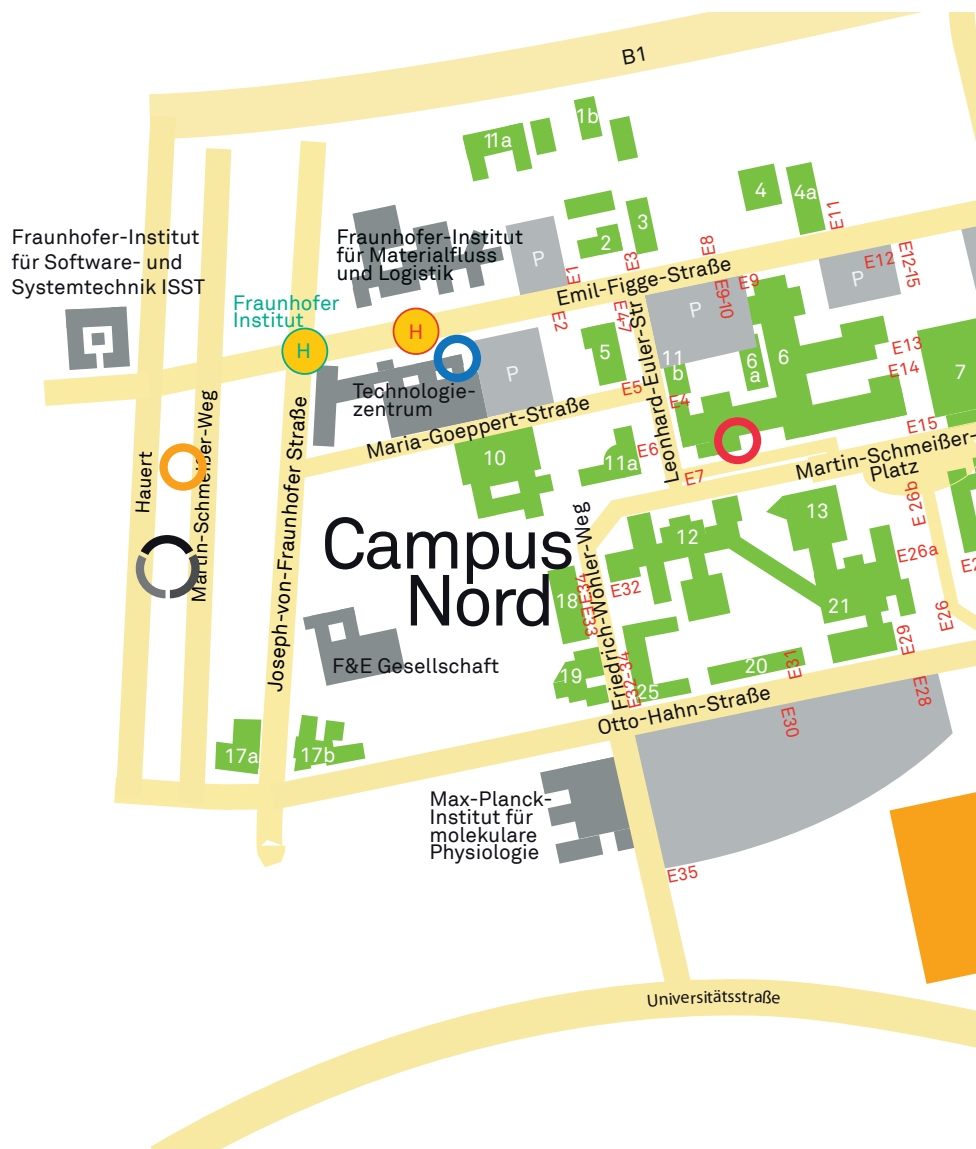 B1
1b
11a
4
4a
3
E11
Fraunhofer-Institut
für Software- und
Systemtechnik ISST
Fraunhofer-Institut
für Materialfluss
und Logistik
P
2
E1
E3
E8
Emil-Figge-Straße
P
E12
E12-15
E9
E9-10
Fraunhofer
Institut
H
H
E2
E4-7
Leonhard-Euler-Str
5
11
b
6
a
6
E13
E14
7
P
Technologie-
zentrum
E5
E4
Maria-Goeppert-Straße
E15
10
11a
E6
E7
Martin-Schmeißer-
Platz
Hauert
Martin-Schmeißer-Weg
Joseph-von-Fraunhofer Straße
Campus
Nord
Friedrich-Wöhler-Weg
12
13
E26b
E26a
18
E33
E34
E32
21
E26
E29
F&E Gesellschaft
19
E32-34
25
20
E31
E30
E28
Otto-Hahn-Straße
17a
17b
Max-Planck-
Institut für
molekulare
Physiologie
E35
Universitätsstraße